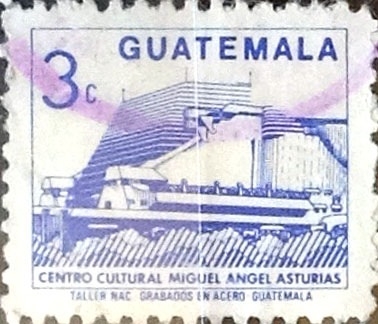 GUATEMALA
3c
CENTRO CULTURAL MIGUEL ANGEL ASTURIAS
TALLER NAC. GRABADOS EN ACERO GUATEMALA